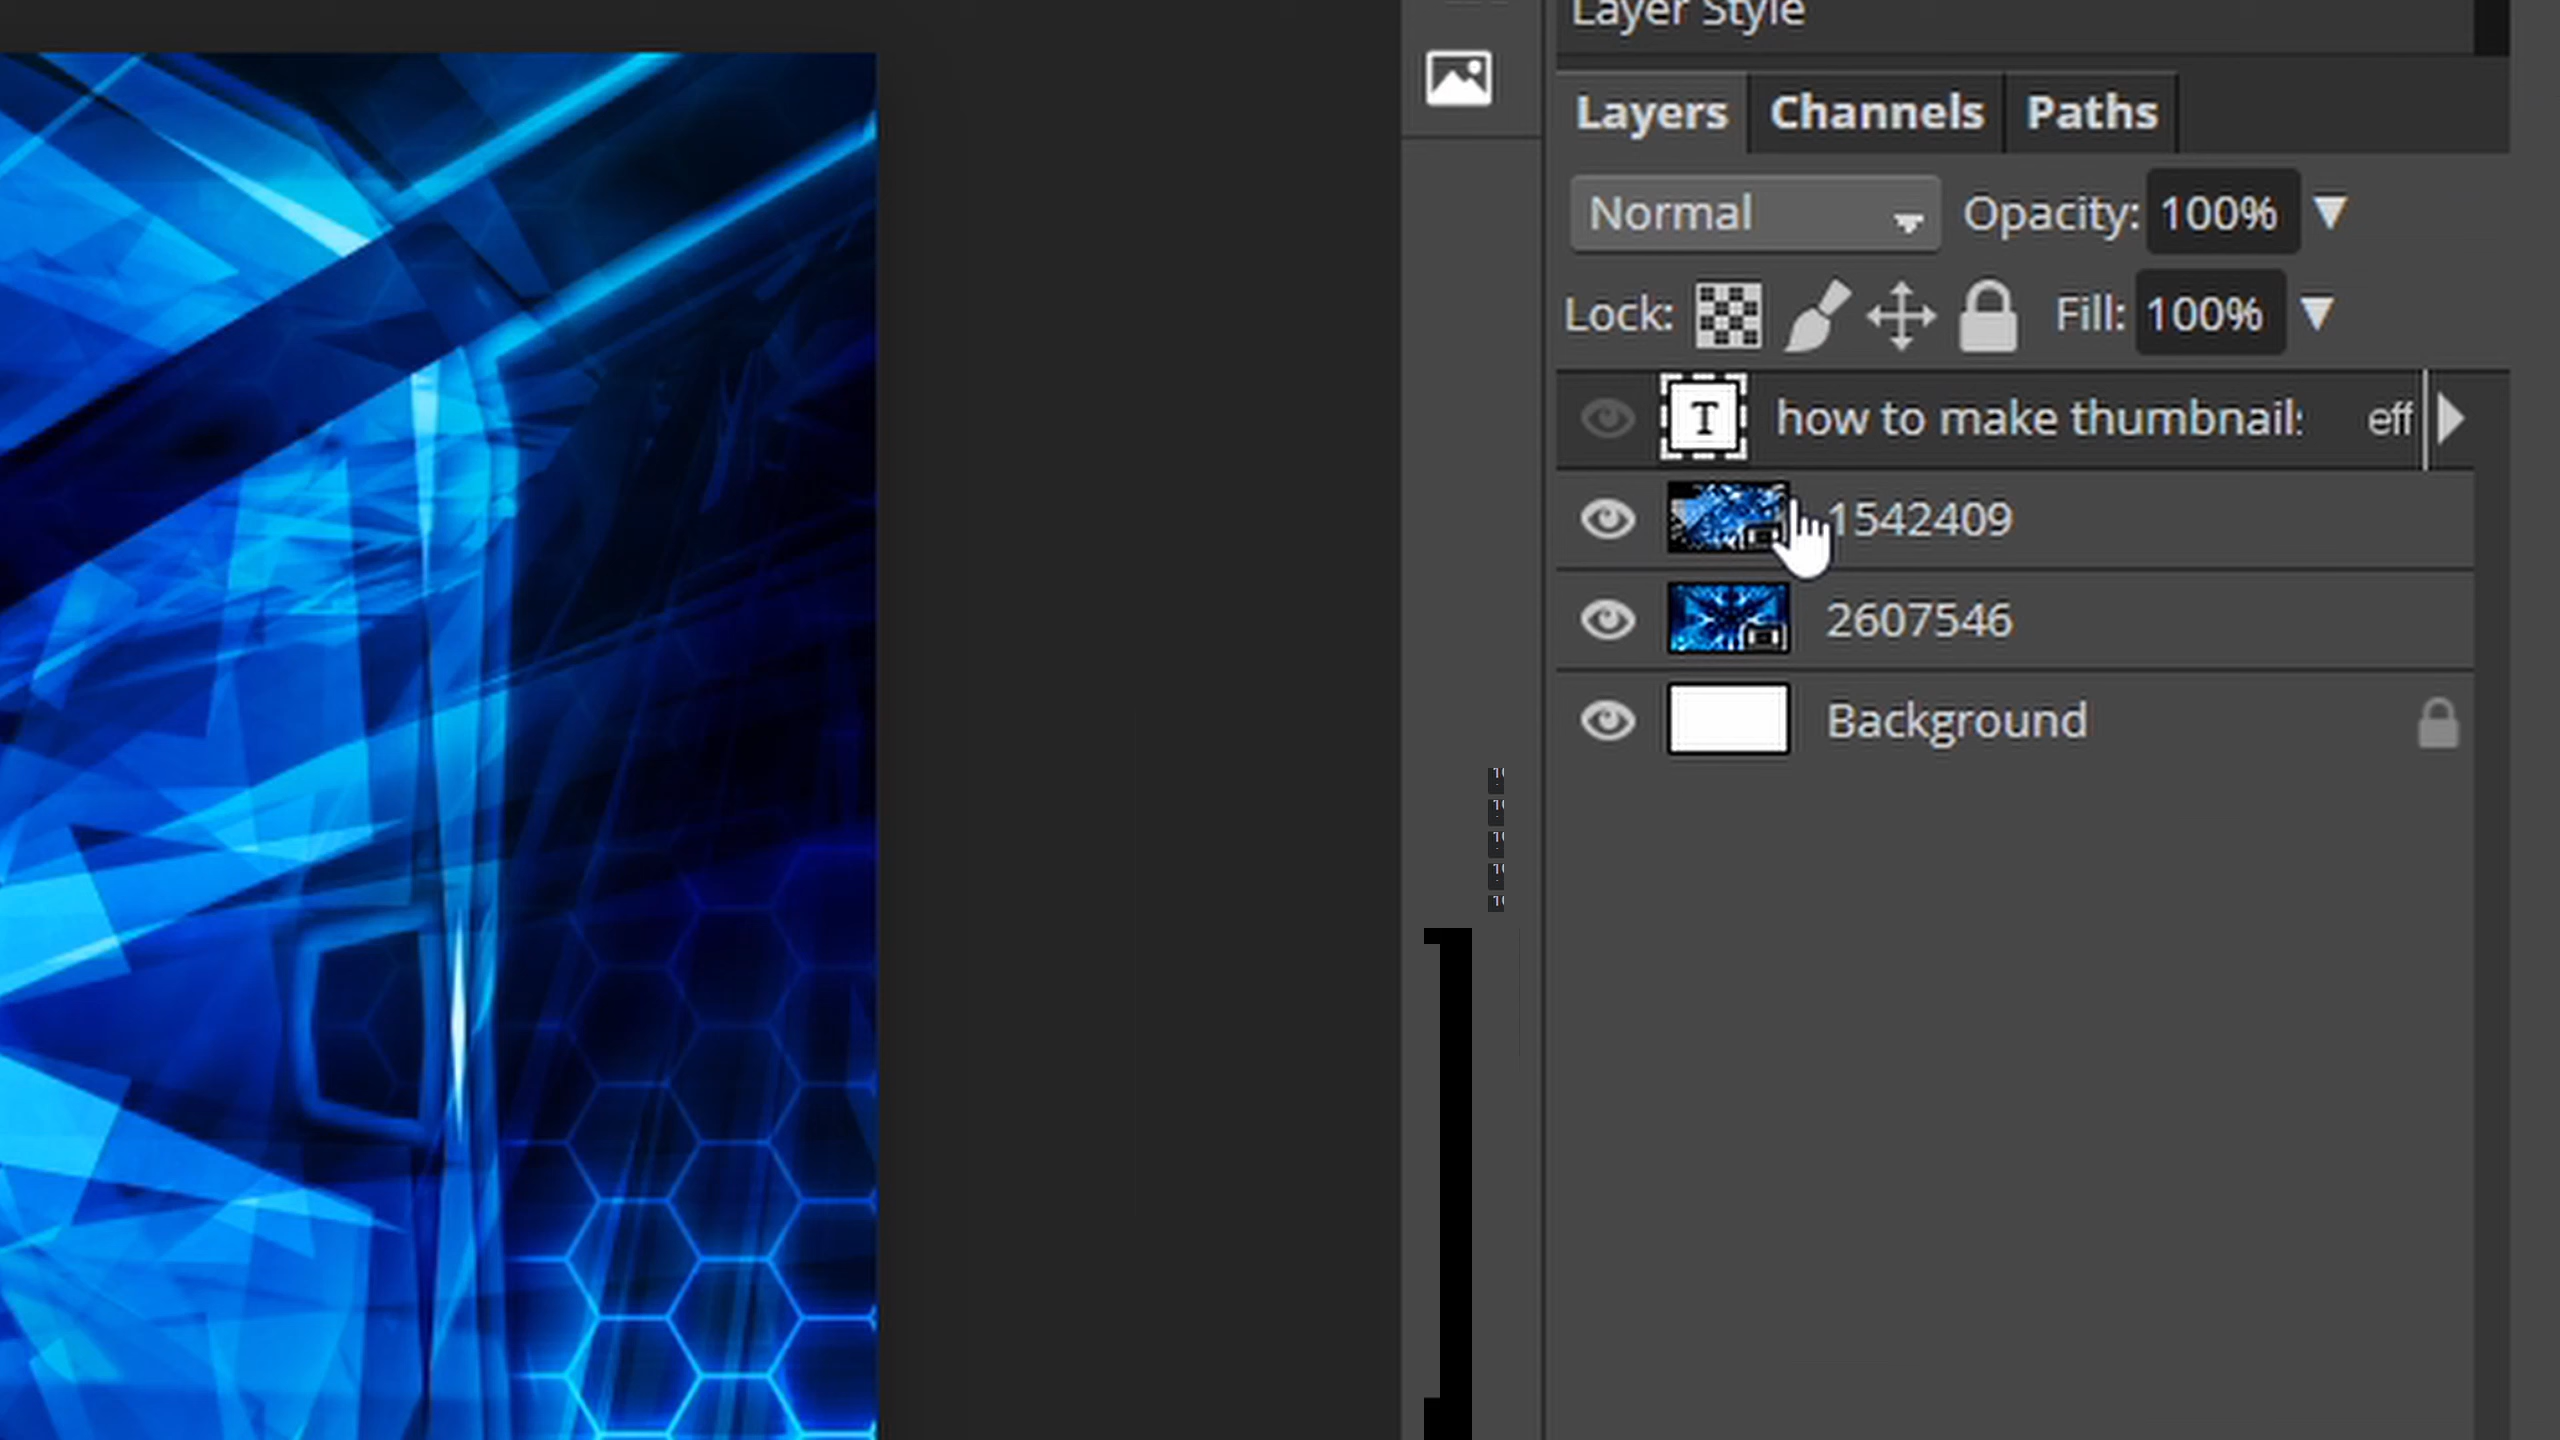 Layer Style
Layers Channels Paths
Normal Opacity: 100%
Lock: Fill: 100%
T how to make thumbnail: eff
1542409
2607546
Background